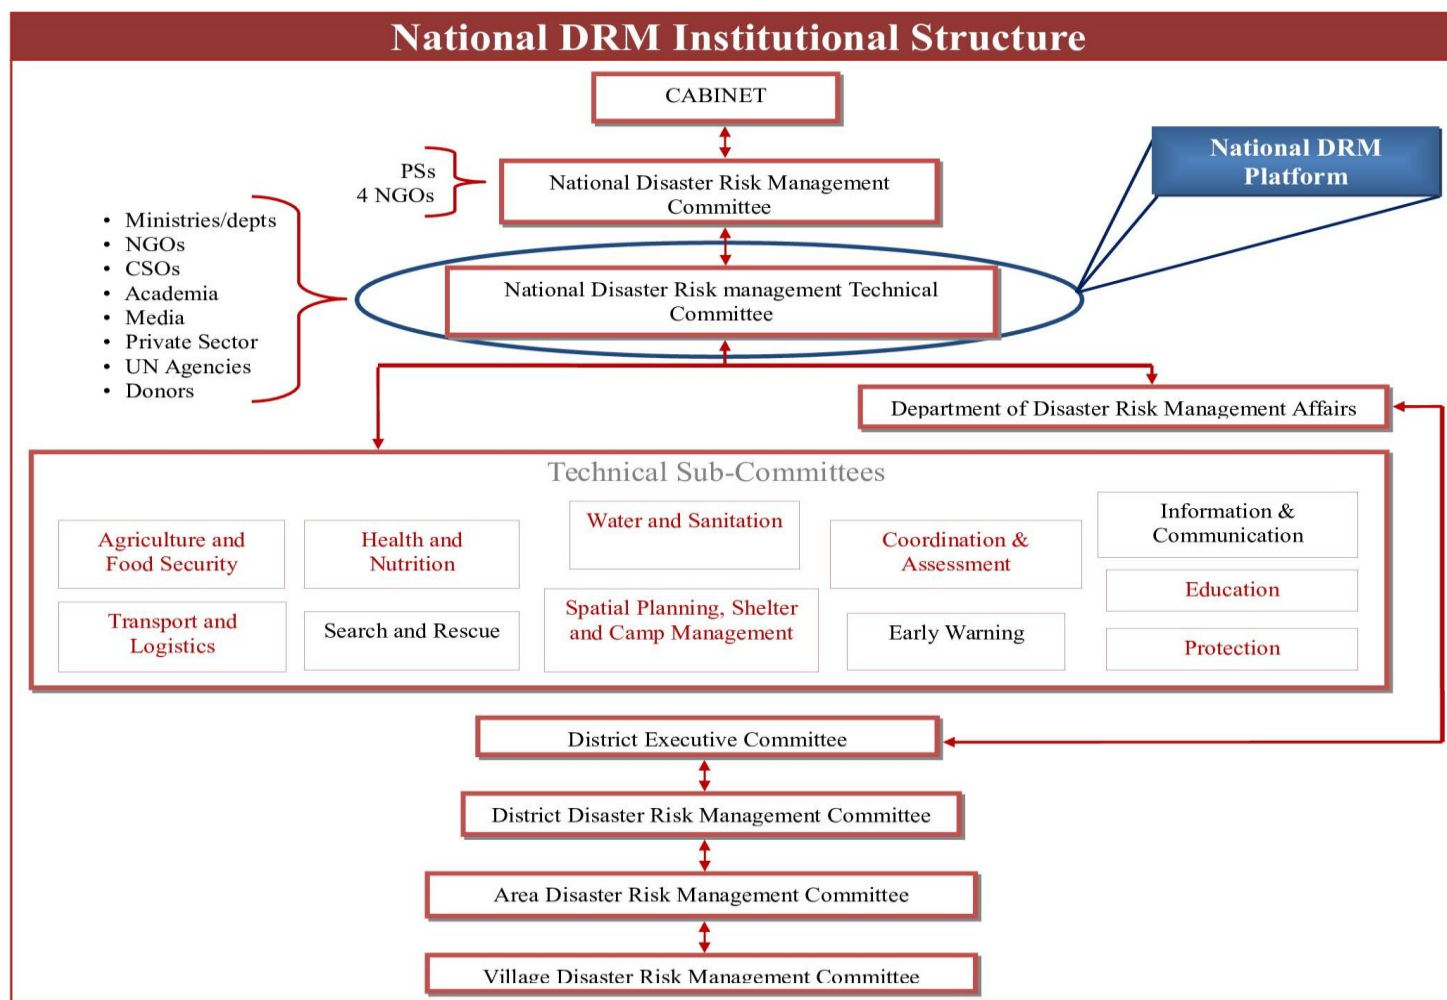 National DRM Institutional Structure
CABINET
National DRM
Platform
PSs
4 NGOs
National Disaster Risk Management
Committee
• Ministries/depts
• NGOs
• CSOs
• Academia
• Media
• Private Sector
• UN Agencies
• Donors
National Disaster Risk management Technical
Committee
Department of Disaster Risk Management Affairs
Technical Sub-Committees
Agriculture and
Food Security
Health and
Nutrition
Water and Sanitation
Coordination &
Assessment
Information &
Communication
Transport and
Logistics
Search and Rescue
Spatial Planning, Shelter
and Camp Management
Early Warning
Education
Protection
District Executive Committee
District Disaster Risk Management Committee
Area Disaster Risk Management Committee
Village Disaster Risk Management Committee